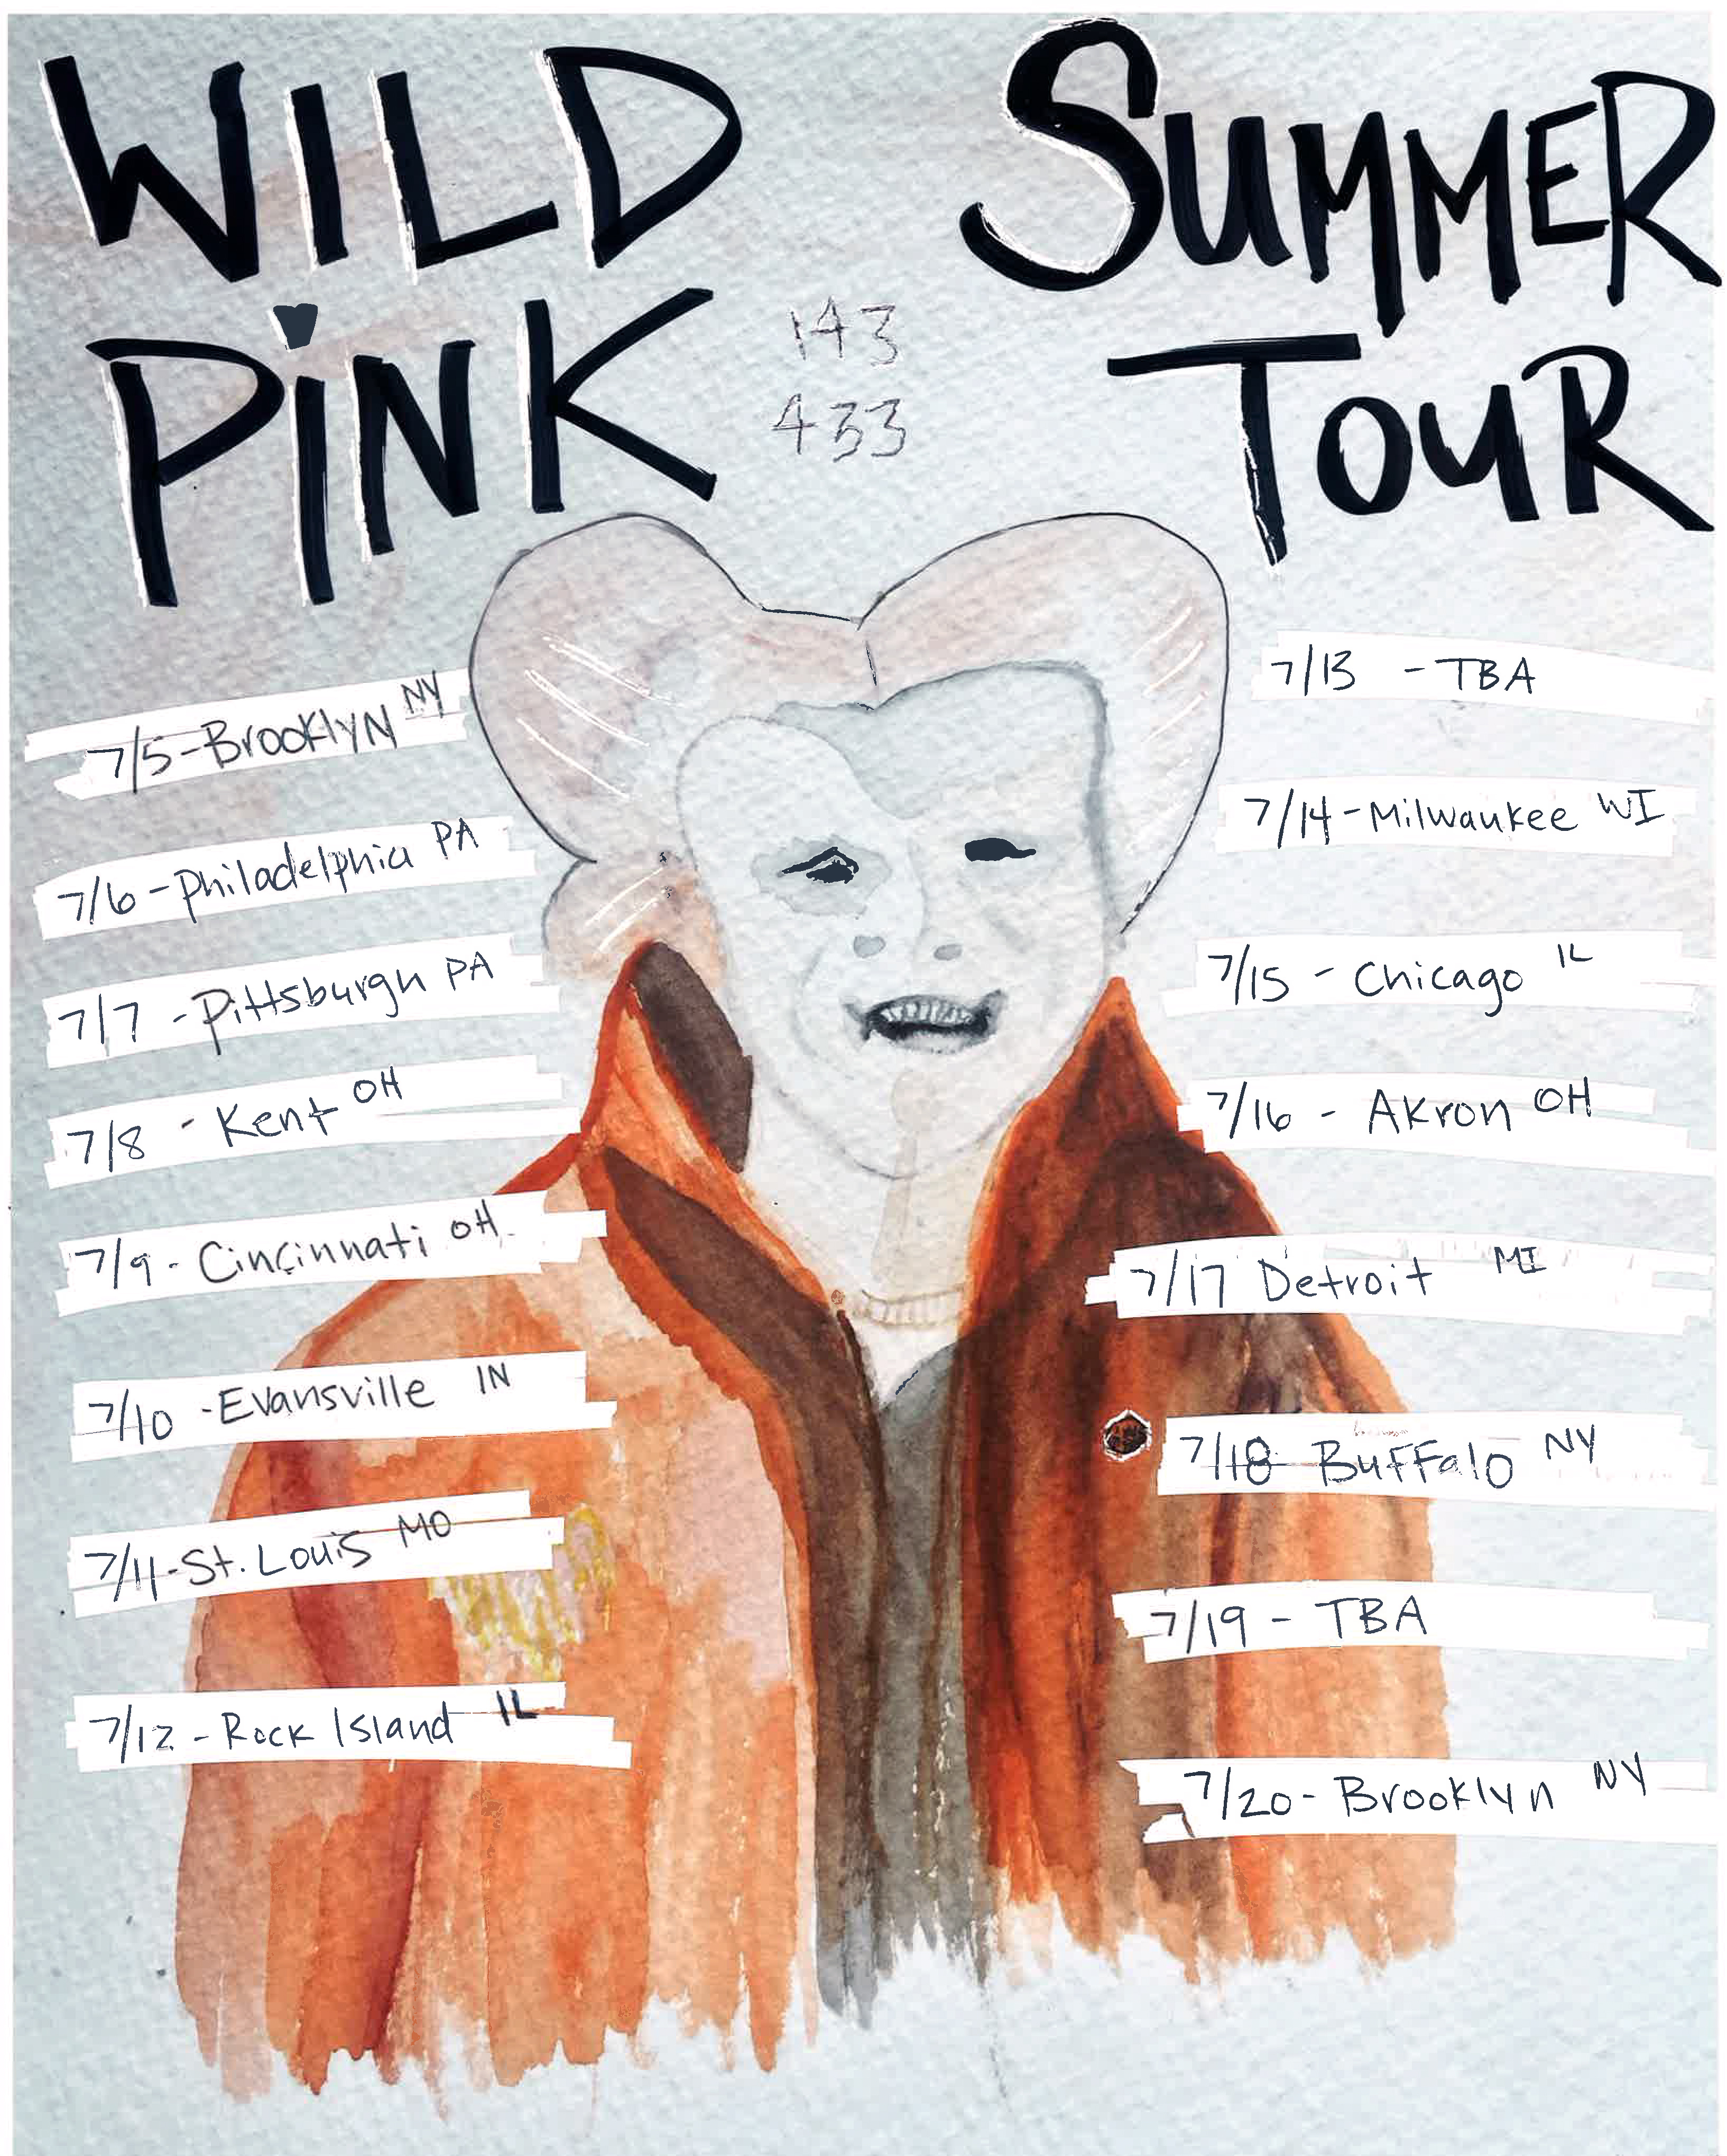 WILD
PiNK
SUMMER
TOUR
143
433
7/5-BrooklyN NY
7/6-Philadelphia PA
7/7-Pittsburgh PA
7/8-Kent OH
7/9-Cincinnati OH
7/10-Evansville IN
7/11-St. Louis MO
7/12-Rock Island IL
7/13-TBA
7/14-Milwaukee WI
7/15-Chicago IL
7/16-Akron OH
7/17 Detroit MI
7/18 Buffalo NY
7/19-TBA
7/20-Brooklyn NY